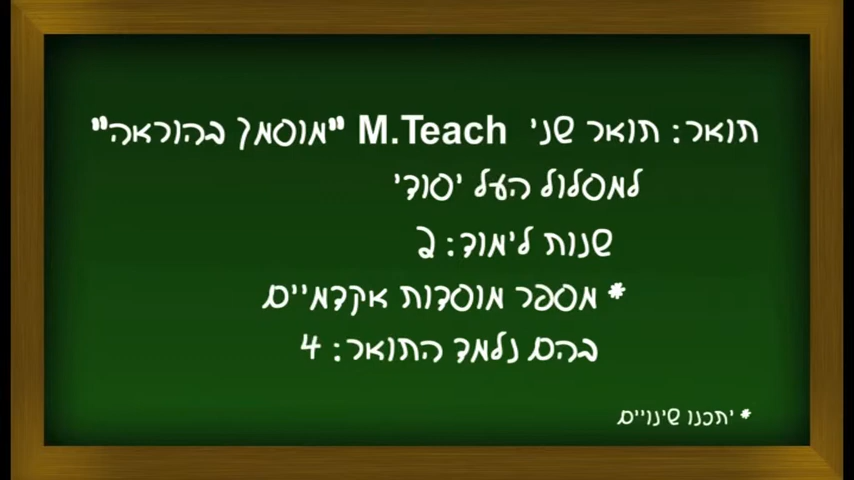 תואר: תואר שני M.Teach "מוסמך בהוראה"
למסלול העל יסודי
שנות לימוד: 2
* מספר מוסדות אקדמיים
בהם נלמד התואר: 4
* יתכנו שינויים